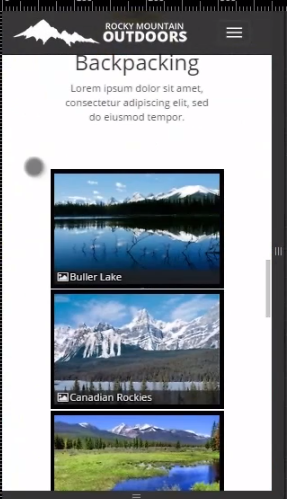 ROCKY MOUNTAIN
OUTDOORS
Backpacking
Lorem ipsum dolor sit amet,
consectetur adipiscing elit, sed
do eiusmod tempor.
Buller Lake
Canadian Rockies